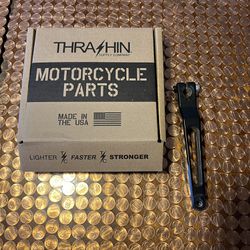 THRASHIN
SUPPLY COMPANY
MOTORCYCLE
PARTS
MADE IN
THE USA
LIGHTER FASTER STRONGER